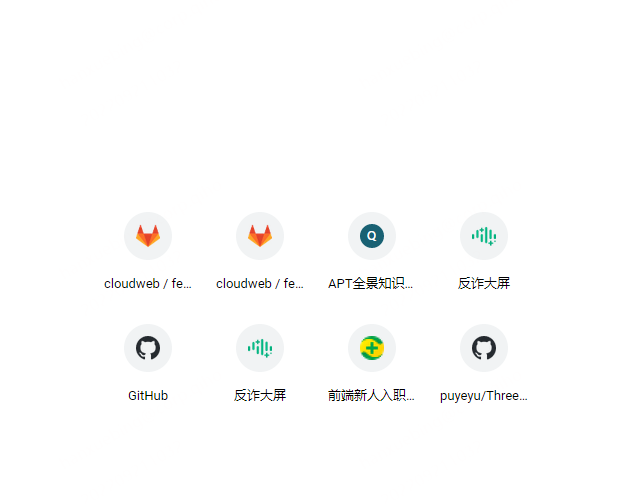 Q
cloudweb / fe...
cloudweb / fe...
APT全景知识...
反诈大屏
GitHub
反诈大屏
前端新人入职...
puyeyu/Three...